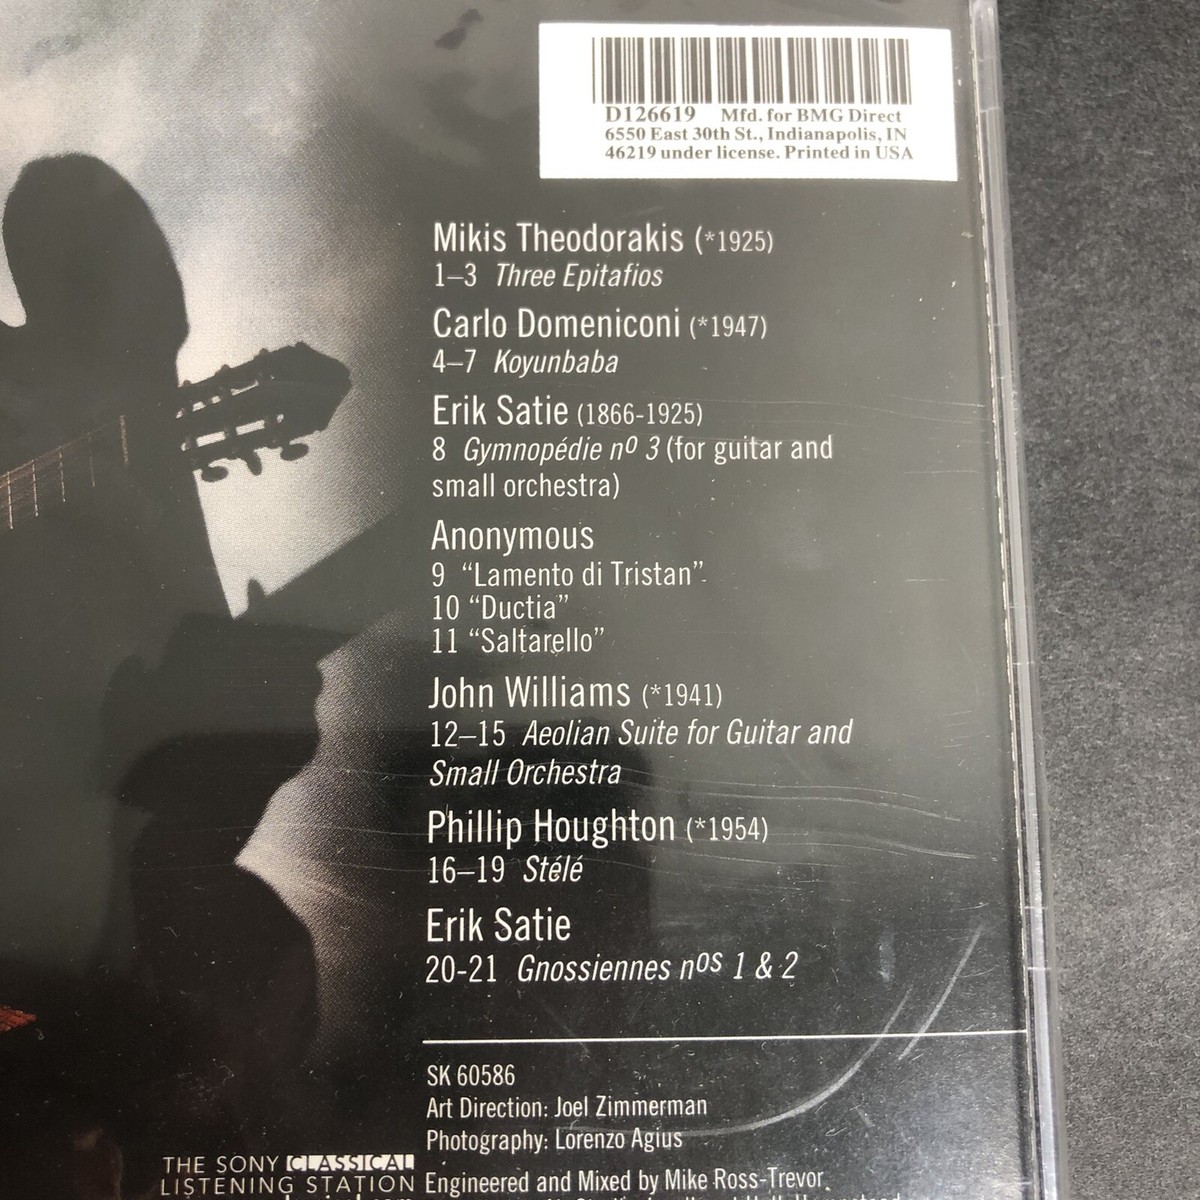 D126619 Mfd. for BMG Direct
6550 East 30th St., Indianapolis, IN
46219 under license. Printed in USA
Mikis Theodorakis (*1925)
1–3 Three Epitafios
Carlo Domeniconi (*1947)
4–7 Koyunbaba
Erik Satie (1866-1925)
8 Gymnopédie nº 3 (for guitar and
small orchestra)
Anonymous
9 “Lamento di Tristan”
10 “Ductia”
11 “Saltarello”
John Williams (*1941)
12–15 Aeolian Suite for Guitar and
Small Orchestra
Phillip Houghton (*1954)
16–19 Stélé
Erik Satie
20-21 Gnossiennes nos 1 & 2
SK 60586
Art Direction: Joel Zimmerman
Photography: Lorenzo Agius
Engineered and Mixed by Mike Ross-Trevor,
THE SONY CLASSICAL
LISTENING STATION